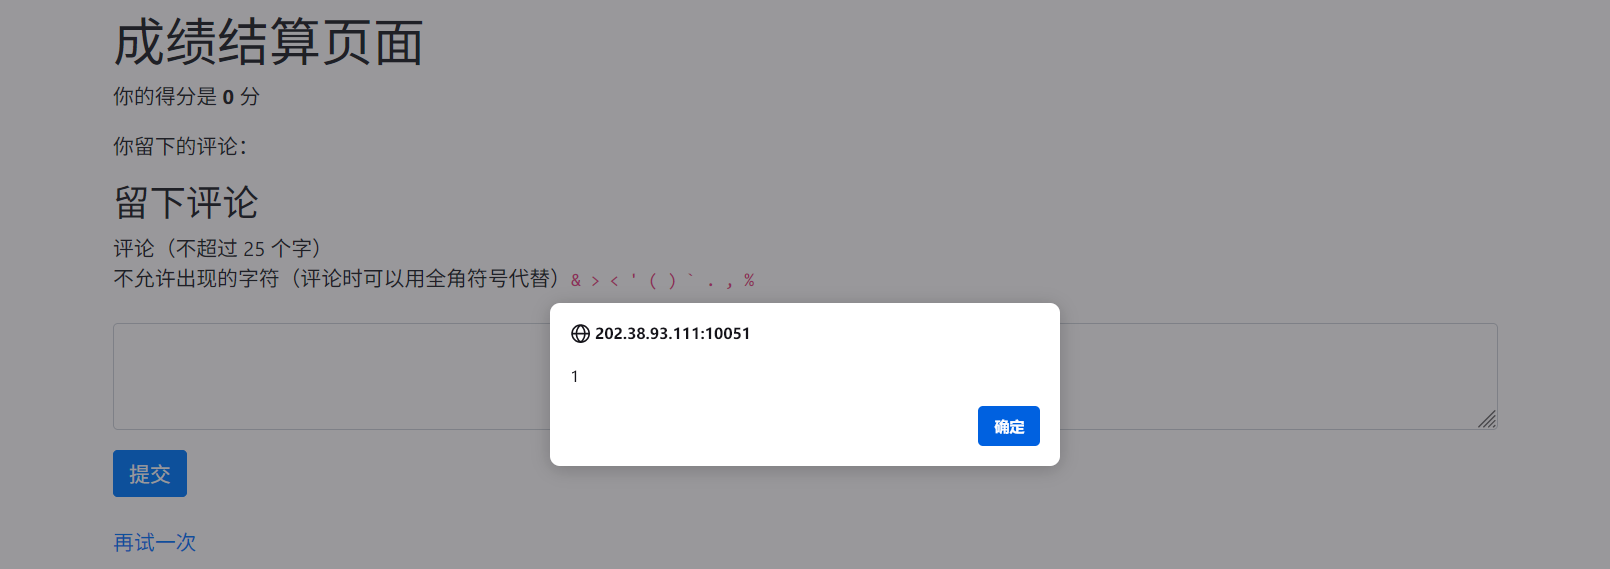 成绩结算页面
你的得分是 0 分
你留下的评论：
留下评论
评论（不超过 25 个字）
不允许出现的字符（评论时可以用全角符号代替）& > < ' ( ) ` . , %
202.38.93.111:10051
1
确定
提交
再试一次